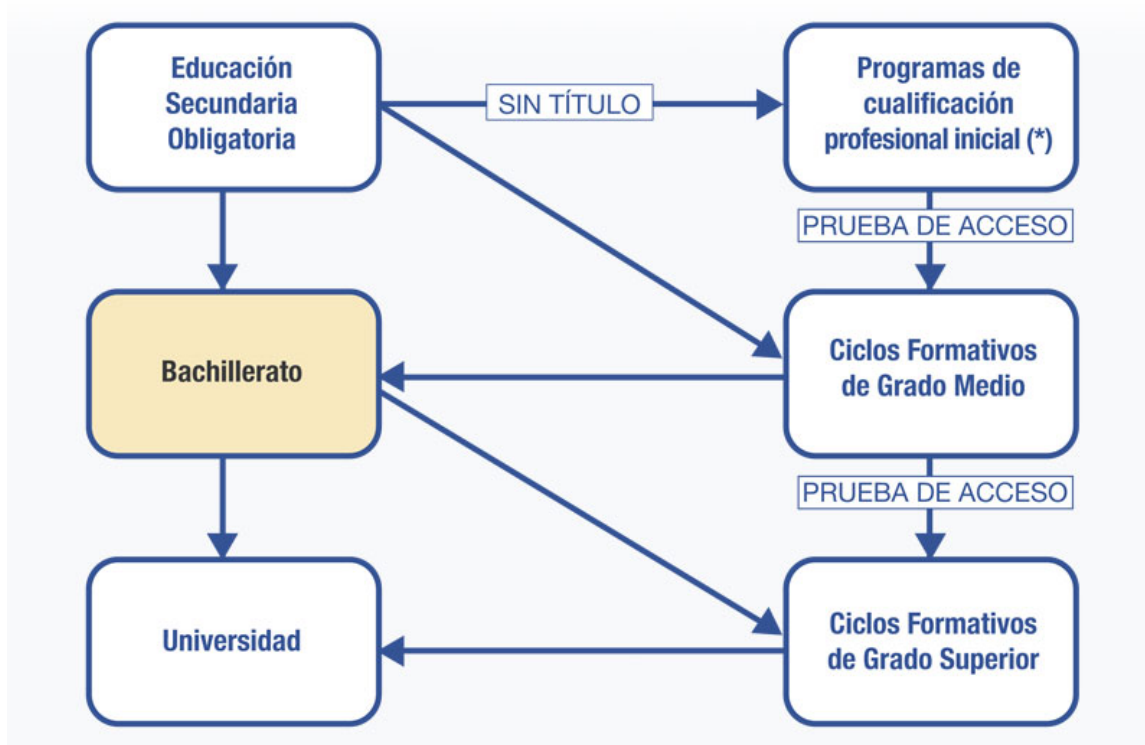 Educación
Secundaria
Obligatoria
SIN TÍTULO
Programas de
cualificación
profesional inicial (*)
PRUEBA DE ACCESO
Bachillerato
Ciclos Formativos
de Grado Medio
PRUEBA DE ACCESO
Universidad
Ciclos Formativos
de Grado Superior